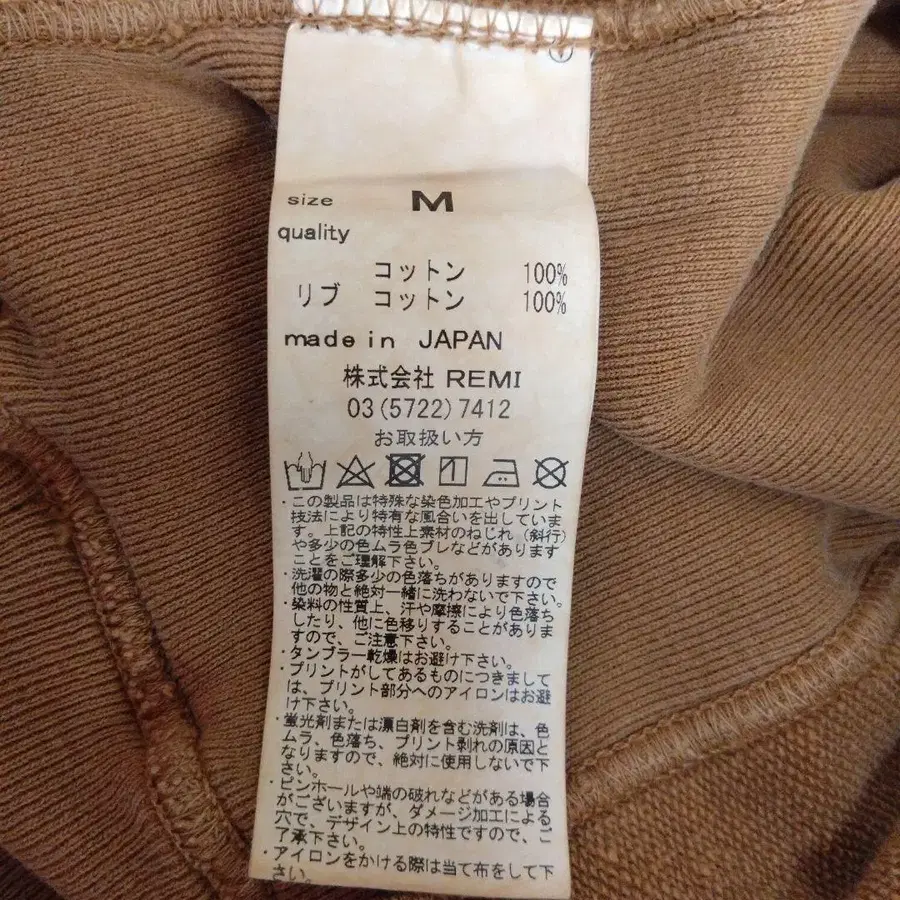 size M
quality
コットン 100%
リブ コットン 100%
made in JAPAN
株式会社 REMI
03(5722)7412
お取扱い方
・この製品は特殊な染色加工やプリント
技法により特有な風合いを出していま
す。上記の特性上素材のねじれ(斜行)
や多少の色ムラ色ブレなどがあります
ことをご理解下さい。
・洗濯の際多少の色落ちがありますので
他の物と絶対一緒に洗わないで下さい。
・染料の性質上、汗や摩擦により色落ち
したり、他に色移りすることがありま
すので、ご注意下さい。
・タンブラー乾燥はお避け下さい。
・プリントがしてあるものにつきまして
は、プリント部分へのアイロンはお避
け下さい。
・蛍光剤または漂白剤を含む洗剤は、色
ムラ、色落ち、プリント剥れの原因と
なりますので、絶対に使用しないで下
さい。
・ピンホールや端の破れなどがある場合
がございますが、ダメージ加工による
穴で、デザイン上の特性ですので、ご
了承下さい。
・アイロンをかける際は当て布をして下
さい。